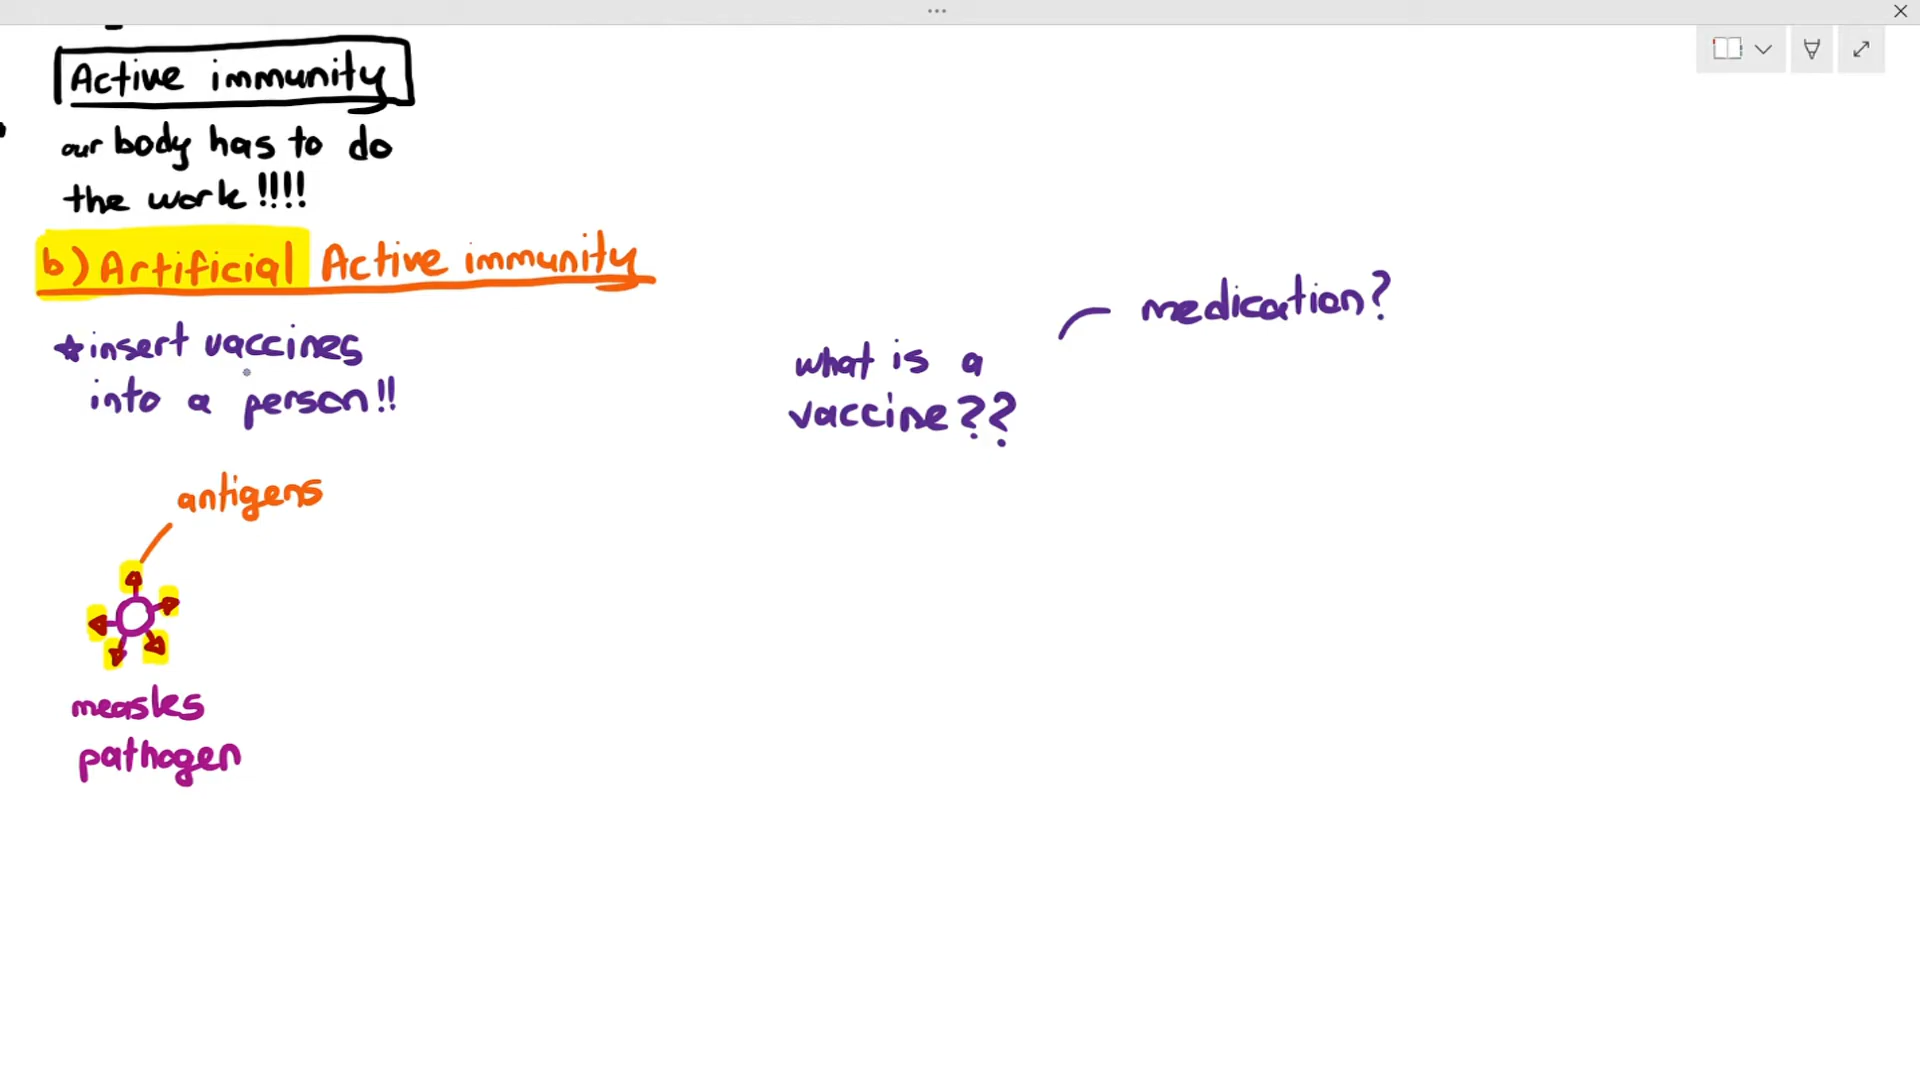 Active immunity
our body has to do
the work!!!!
b) Artificial Active immunity
★insert vaccines
into a person!!
medication?
what is a
vaccine??
antigens
measles
pathogen